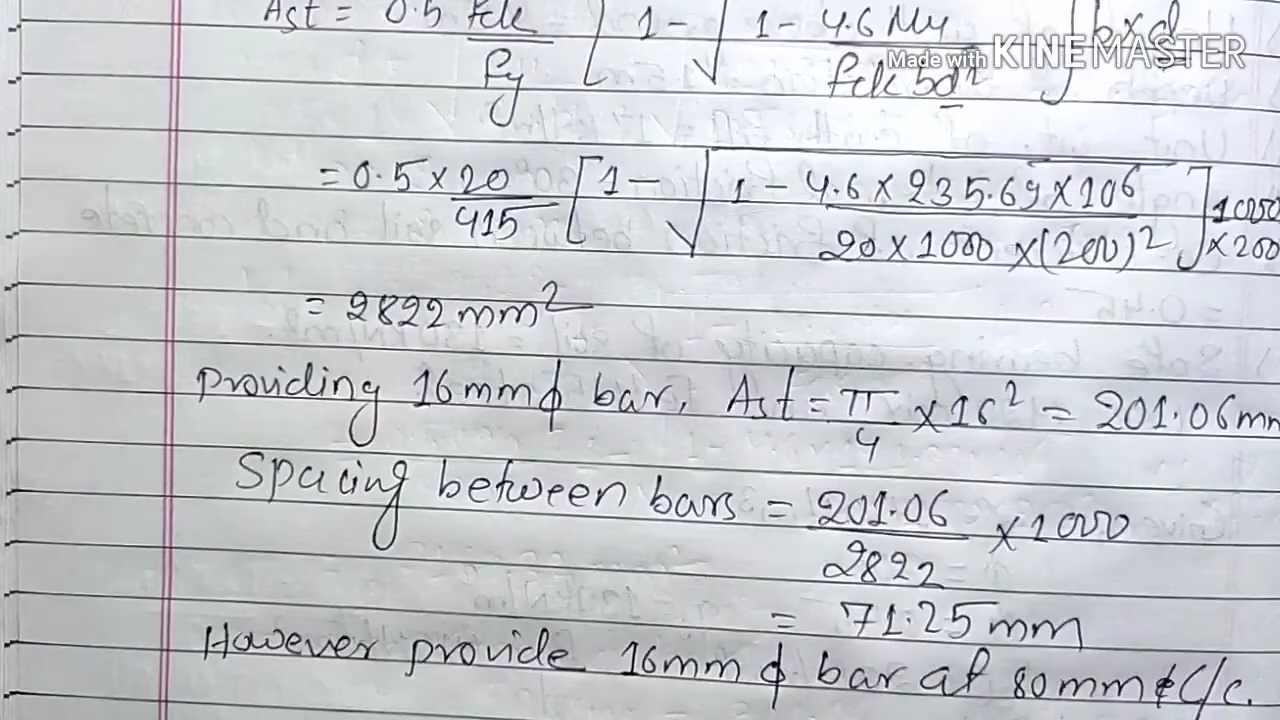 Ast = 0.5 fck/fy [1 - √(1 - 4.6 Mu/fck bd²)] b×d
Made with KINEMASTER
= 0.5 × 20/415 [1 - √(1 - 4.6 × 235.69 × 10⁶/20 × 1000 × (200)²)] 1000 × 200
= 2822 mm²
Providing 16mm ϕ bar, Ast = π/4 × 16² = 201.06 mm
Spacing between bars = 201.06/2822 × 1000
= 71.25 mm
However provide 16mm ϕ bar at 80mm C/c.